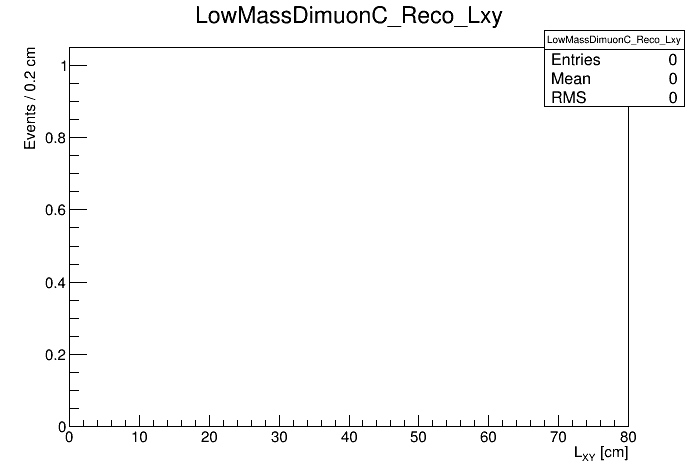 LowMassDimuonC_Reco_Lxy
LowMassDimuonC_Reco_Lxy
Entries 0
Mean 0
RMS 0
Events / 0.2 cm
1
0.8
0.6
0.4
0.2
0
0 10 20 30 40 50 60 70 80
L_XY [cm]